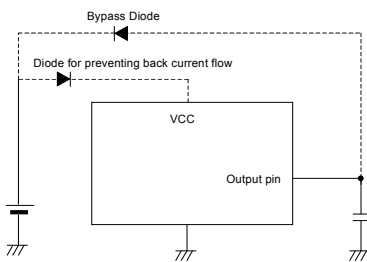 Bypass Diode
Diode for preventing back current flow
VCC
Output pin